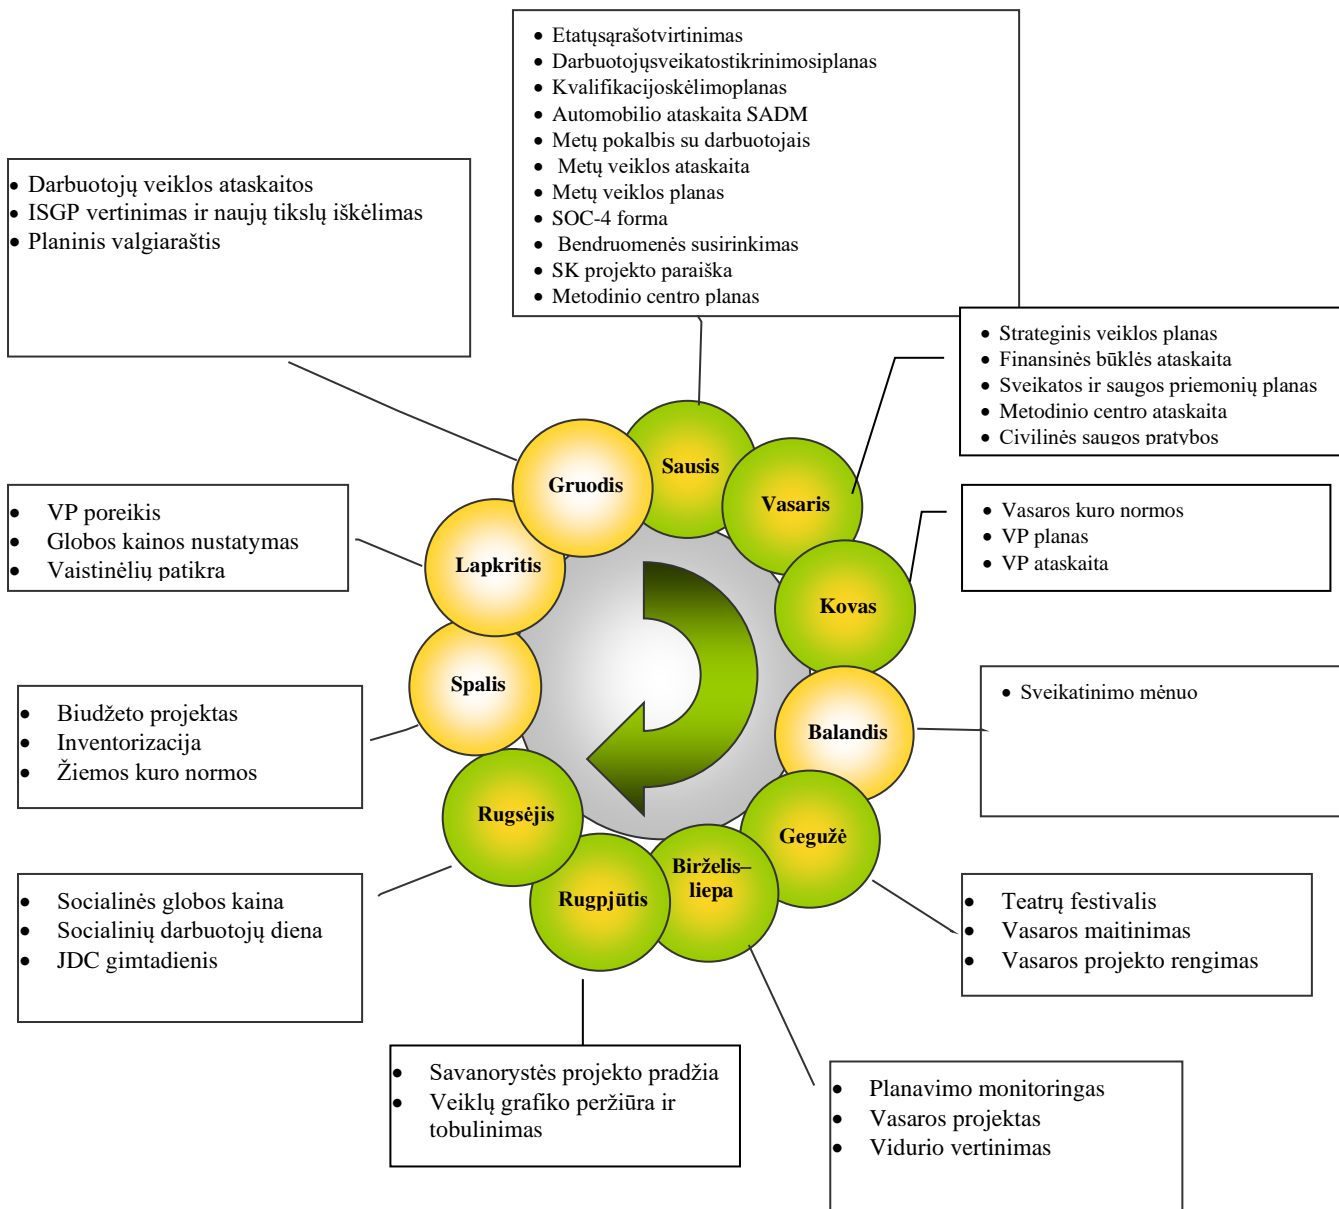 • Etatųsąrašotvirtinimas
• Darbuotojųsveikatostikrinimosiplanas
• Kvalifikacijoskėlimoplanas
• Automobilio ataskaita SADM
• Metų pokalbis su darbuotojais
• Metų veiklos ataskaita
• Metų veiklos planas
• SOC-4 forma
• Bendruomenės susirinkimas
• SK projekto paraiška
• Metodinio centro planas
• Darbuotojų veiklos ataskaitos
• ISGP vertinimas ir naujų tikslų iškėlimas
• Planinis valgiaraštis
• Strateginis veiklos planas
• Finansinės būklės ataskaita
• Sveikatos ir saugos priemonių planas
• Metodinio centro ataskaita
• Civilinės saugos pratybos
Sausis
Gruodis
Vasaris
• VP poreikis
• Globos kainos nustatymas
• Vaistinėlių patikra
• Vasaros kuro normos
• VP planas
• VP ataskaita
Lapkritis
Kovas
Spalis
• Sveikatinimo mėnuo
• Biudžeto projektas
• Inventorizacija
• Žiemos kuro normos
Balandis
Rugsėjis
Gegužė
Birželis–
liepa
Rugpjūtis
• Socialinės globos kaina
• Socialinių darbuotojų diena
• JDC gimtadienis
• Teatrų festivalis
• Vasaros maitinimas
• Vasaros projekto rengimas
• Savanorystės projekto pradžia
• Veiklų grafiko peržiūra ir
tobulinimas
• Planavimo monitoringas
• Vasaros projektas
• Vidurio vertinimas